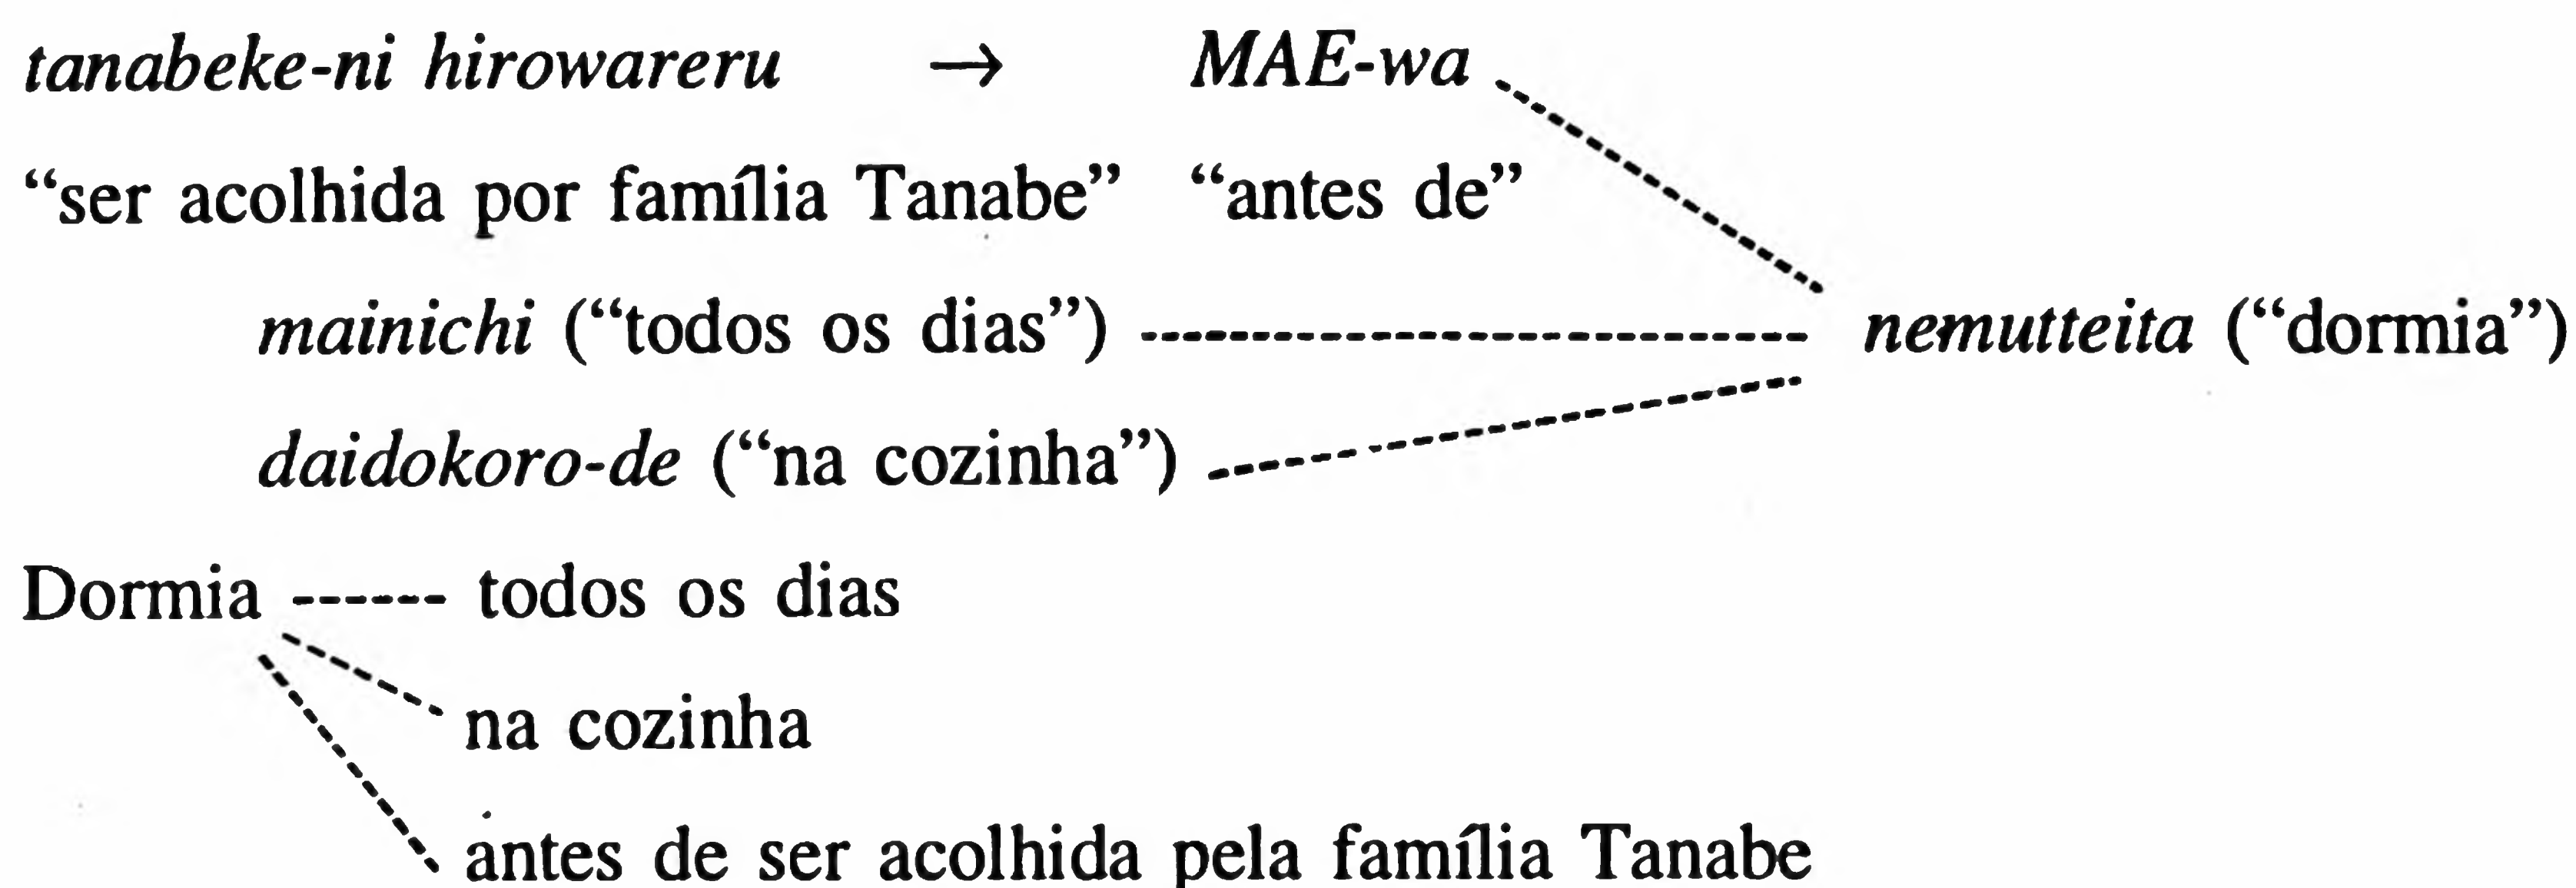 tanabeke-ni hirowareru → MAE-wa
“ser acolhida por família Tanabe” “antes de”
mainichi (“todos os dias”) ---------------------------- nemutteita (“dormia”)
daidokoro-de (“na cozinha”)
Dormia ------ todos os dias
na cozinha
antes de ser acolhida pela família Tanabe